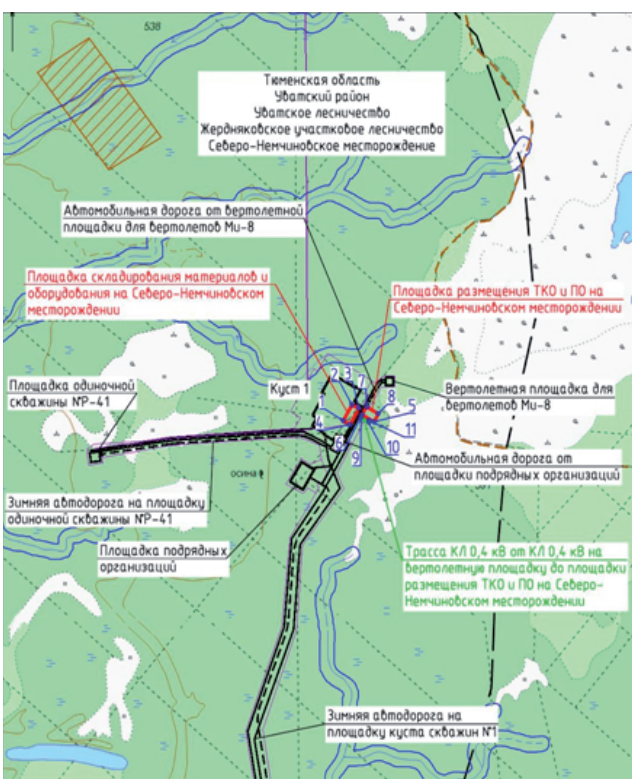 538
Тюменская область
Уватский район
Уватское лесничество
Жердняковское участковое лесничество
Северо-Немчиновское месторождение
Автомобильная дорога от вертолетной
площадки для вертолетов Ми-8
Площадка складирования материалов и
оборудования на Северо-Немчиновском
месторождении
Площадка размещения ТКО и ПО на
Северо-Немчиновском месторождении
Площадка одиночной
скважины №Р-41
Куст 1
2
3
7
8
5
1
4
6
9
10
11
Вертолетная площадка для
вертолетов Ми-8
Автомобильная дорога от
площадки подрядных организаций
осина
Зимняя автодорога на площадку
одиночной скважины №Р-41
Площадка подрядных
организаций
Трасса КЛ 0,4 кВ от КЛ 0,4 кВ на
вертолетную площадку до площадки
размещения ТКО и ПО на Северо-
Немчиновском месторождении
Зимняя автодорога на
площадку куста скважин №1